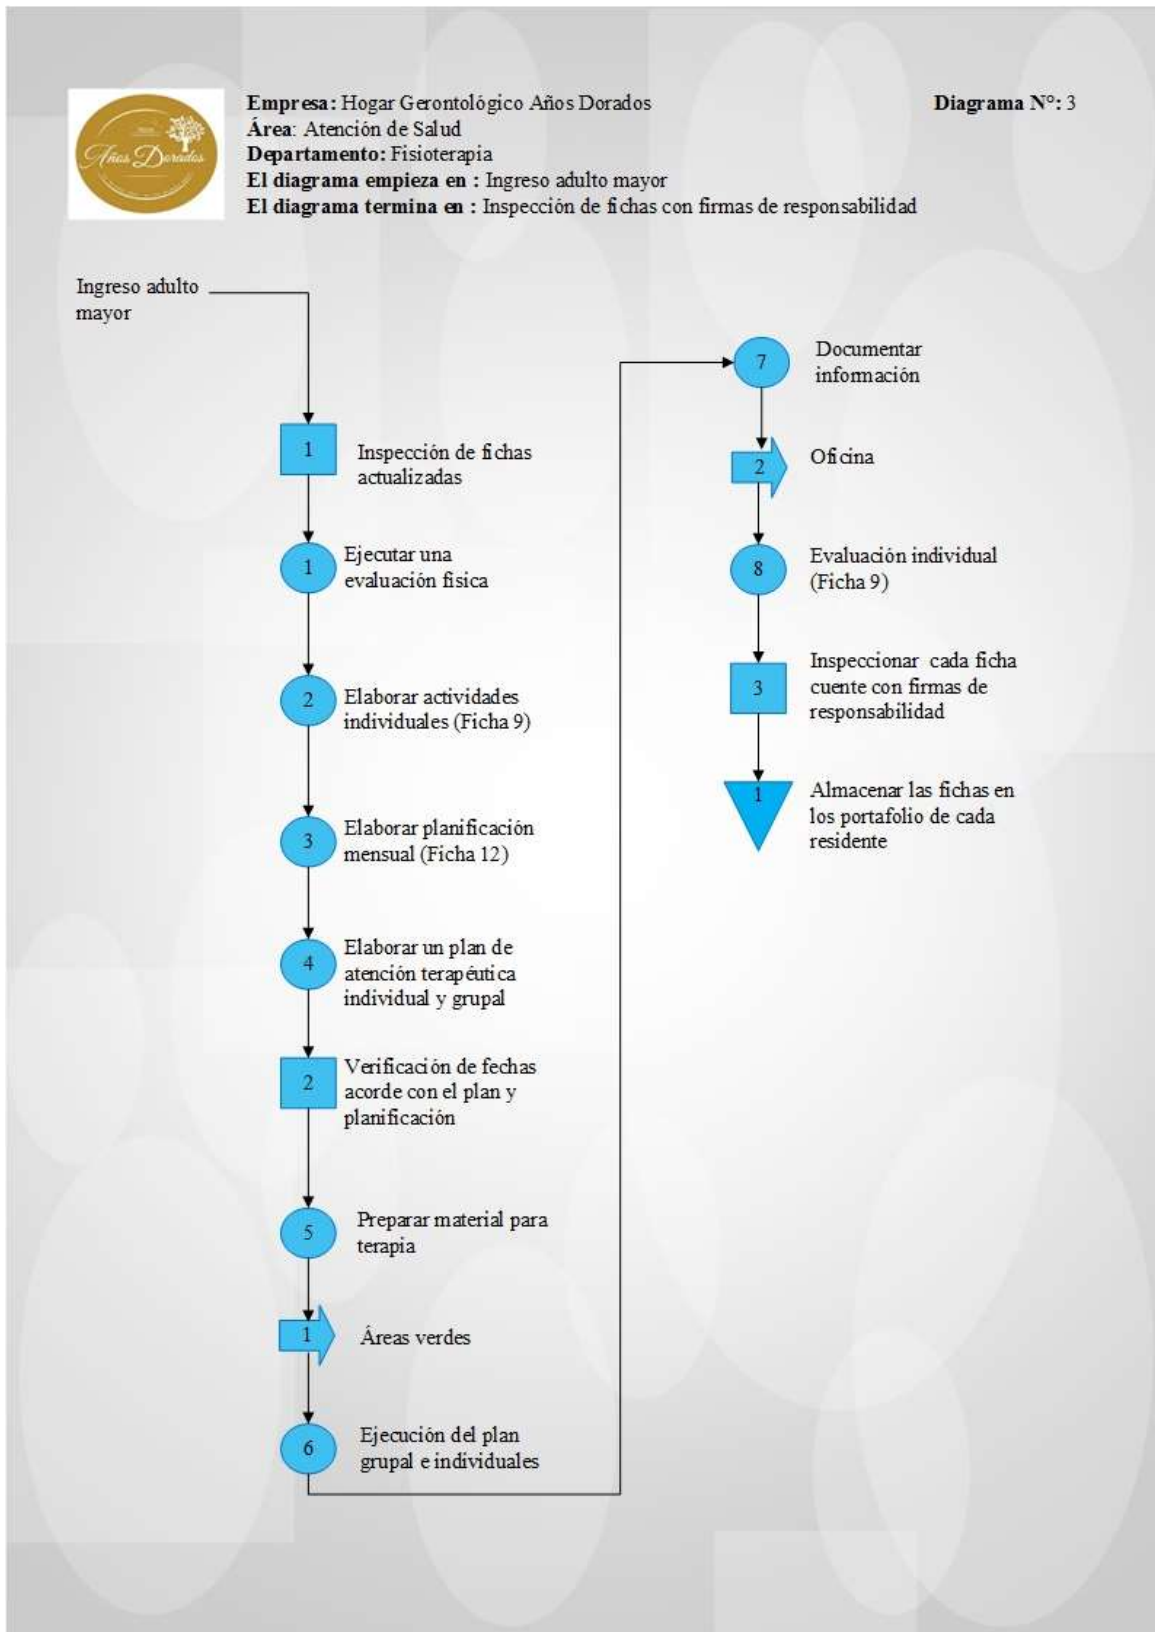 Años Dorados
Empresa: Hogar Gerontológico Años Dorados
Diagrama N°: 3
Área: Atención de Salud
Departamento: Fisioterapia
El diagrama empieza en : Ingreso adulto mayor
El diagrama termina en : Inspección de fichas con firmas de responsabilidad
Ingreso adulto
mayor
1
Inspección de fichas
actualizadas
1
Ejecutar una
evaluación física
2
Elaborar actividades
individuales (Ficha 9)
3
Elaborar planificación
mensual (Ficha 12)
4
Elaborar un plan de
atención terapéutica
individual y grupal
2
Verificación de fechas
acorde con el plan y
planificación
5
Preparar material para
terapia
1
Áreas verdes
6
Ejecución del plan
grupal e individuales
7
Documentar
información
2
Oficina
8
Evaluación individual
(Ficha 9)
3
Inspeccionar cada ficha
cuente con firmas de
responsabilidad
1
Almacenar las fichas en
los portafolio de cada
residente